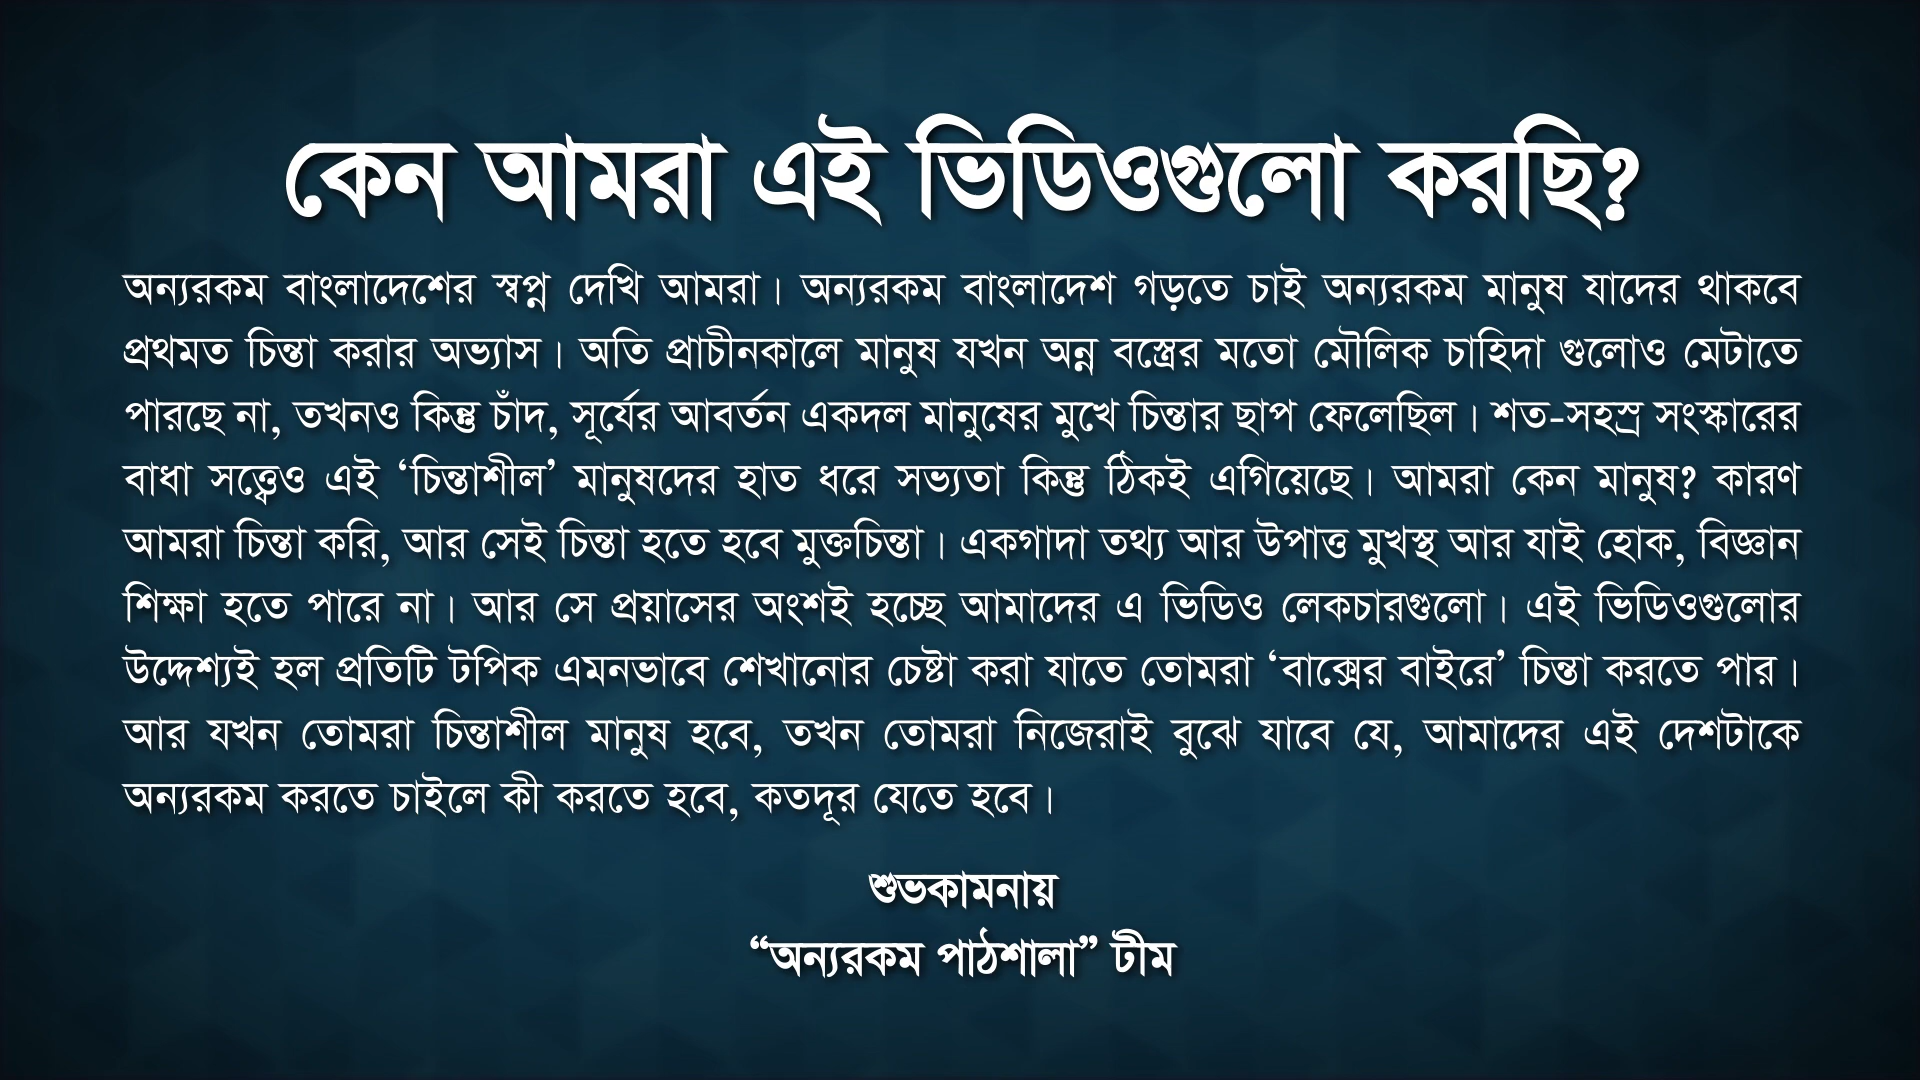 কেন আমরা এই ভিডিওগুলো করছি?
অন্যরকম বাংলাদেশের স্বপ্ন দেখি আমরা। অন্যরকম বাংলাদেশ গড়তে চাই অন্যরকম মানুষ যাদের থাকবে
প্রথমত চিন্তা করার অভ্যাস। অতি প্রাচীনকালে মানুষ যখন অন্ন বস্ত্রের মতো মৌলিক চাহিদা গুলোও মেটাতে
পারছে না, তখনও কিন্তু চাঁদ, সূর্যের আবর্তন একদল মানুষের মুখে চিন্তার ছাপ ফেলেছিল। শত-সহস্র সংস্কারের
বাধা সত্ত্বেও এই ‘চিন্তাশীল’ মানুষদের হাত ধরে সভ্যতা কিন্তু ঠিকই এগিয়েছে। আমরা কেন মানুষ? কারণ
আমরা চিন্তা করি, আর সেই চিন্তা হতে হবে মুক্তচিন্তা। একগাদা তথ্য আর উপাত্ত মুখস্থ আর যাই হোক, বিজ্ঞান
শিক্ষা হতে পারে না। আর সে প্রয়াসের অংশই হচ্ছে আমাদের এ ভিডিও লেকচারগুলো। এই ভিডিওগুলোর
উদ্দেশ্যই হল প্রতিটি টপিক এমনভাবে শেখানোর চেষ্টা করা যাতে তোমরা ‘বাক্সের বাইরে’ চিন্তা করতে পার।
আর যখন তোমরা চিন্তাশীল মানুষ হবে, তখন তোমরা নিজেরাই বুঝে যাবে যে, আমাদের এই দেশটাকে
অন্যরকম করতে চাইলে কী করতে হবে, কতদূর যেতে হবে।
শুভকামনায়
“অন্যরকম পাঠশালা” টীম